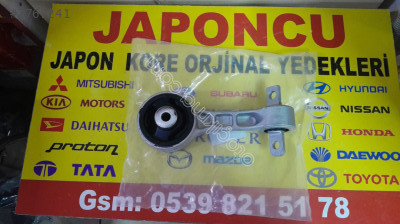 JAPONCU
JAPON KORE ORJİNAL YEDEKLERİ
MITSUBISHI
SUBARU
HYUNDAI
KIA MOTORS
NISSAN
DAIHATSU
HONDA
proton
mazda
DAEWOO
TATA
TOYOTA
Gsm: 0539 821 51 78